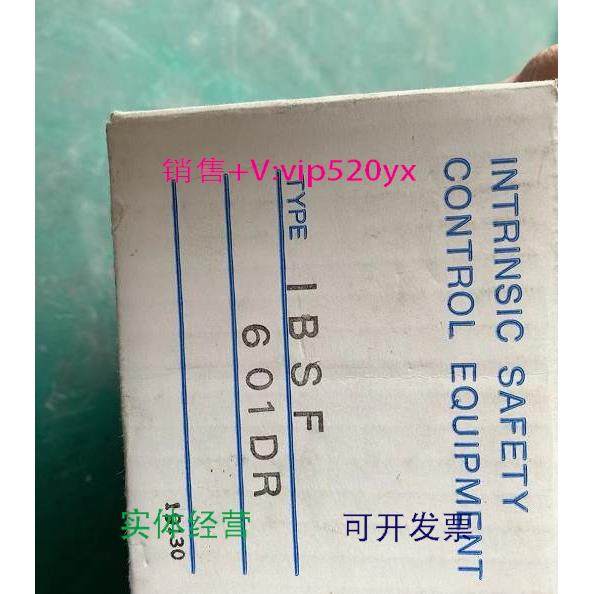 销售+V:vip520yx
INTRINSIC SAFETY
CONTROL EQUIPMENT
TYPE IBSF
601DR
实体经营
可开发票